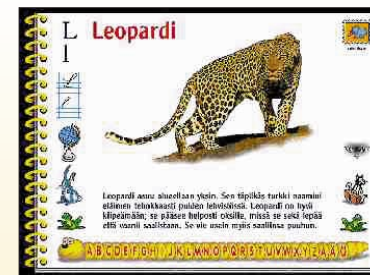 L Leopardi
l
Leopardi asuu alueellaan yksin. Sen täplikäs turkki naamioi
eläimen tehokkaasti puiden lehvistössä. Leopardi on hyvä
kiipeämään; se pääsee helposti oksille, missä se sekä lepää
että vaanii saalistaan. Se vie usein myös saaliinsa puuhun.
ABCDEFGHIJKLMNOPQRSTUVWXYZÅÄÖ